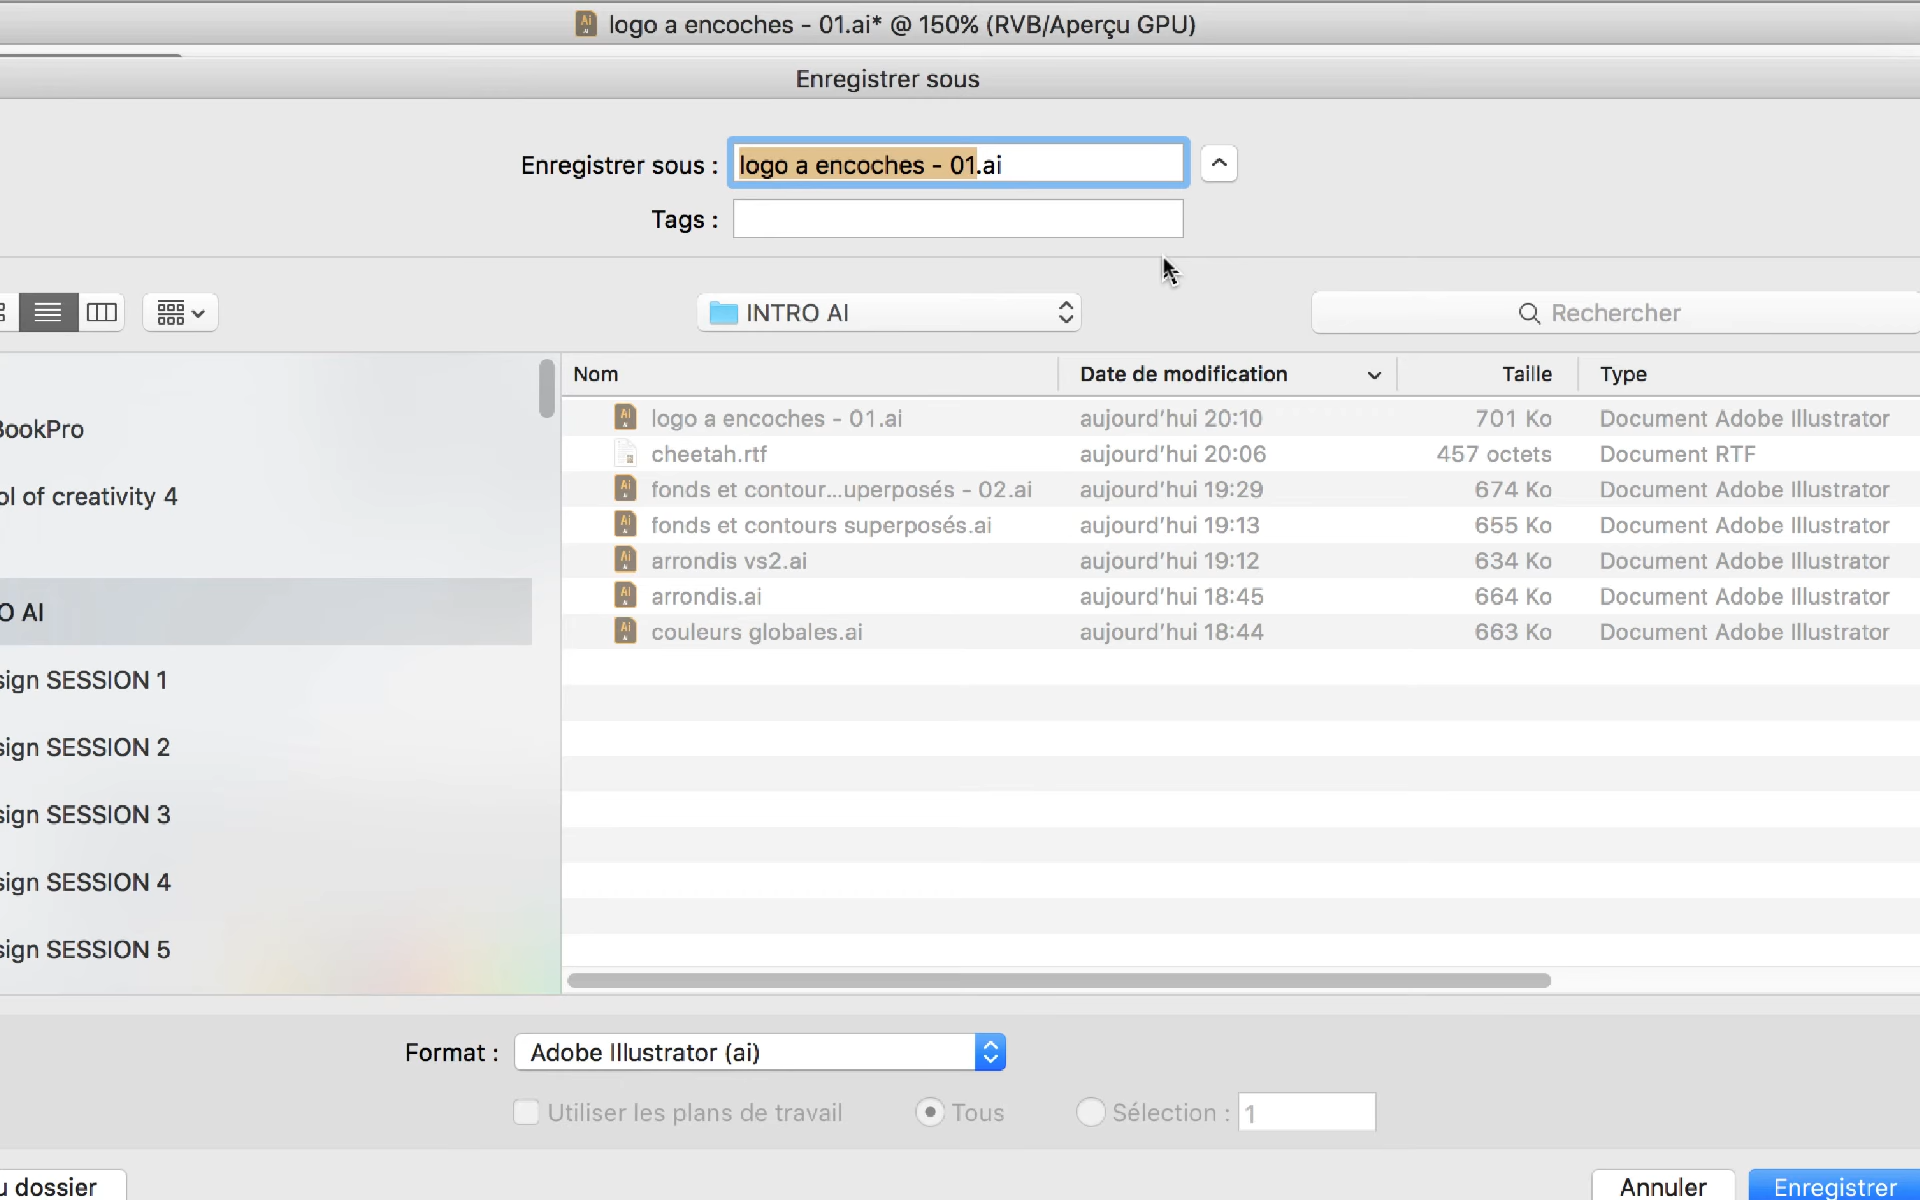 logo a encoches - 01.ai* @ 150% (RVB/Aperçu GPU)
Enregistrer sous
Enregistrer sous : logo a encoches - 01.ai
Tags :
INTRO AI
Rechercher
Nom Date de modification Taille Type
logo a encoches - 01.ai aujourd'hui 20:10 701 Ko Document Adobe Illustrator
cheetah.rtf aujourd'hui 20:06 457 octets Document RTF
fonds et contour...uperposés - 02.ai aujourd'hui 19:29 674 Ko Document Adobe Illustrator
fonds et contours superposés.ai aujourd'hui 19:13 655 Ko Document Adobe Illustrator
arrondis vs2.ai aujourd'hui 19:12 634 Ko Document Adobe Illustrator
arrondis.ai aujourd'hui 18:45 664 Ko Document Adobe Illustrator
couleurs globales.ai aujourd'hui 18:44 663 Ko Document Adobe Illustrator
BookPro
ol of creativity 4
O AI
sign SESSION 1
sign SESSION 2
sign SESSION 3
sign SESSION 4
sign SESSION 5
Format : Adobe Illustrator (ai)
Utiliser les plans de travail Tous Sélection : 1
u dossier Annuler Enregistrer